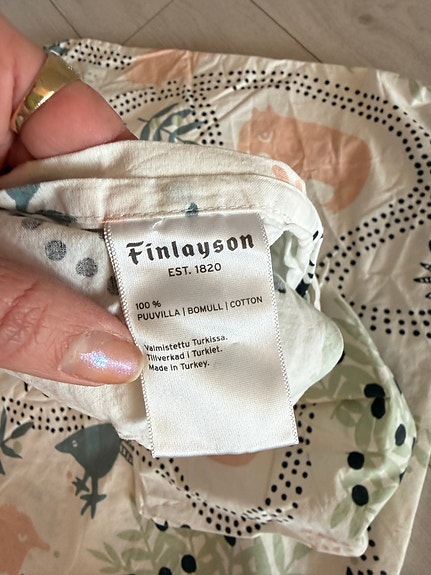 Finlayson
EST. 1820
100 %
PUUVILLA | BOMULL | COTTON
Valmistettu Turkissa.
Tillverkad i Turkiet.
Made in Turkey.